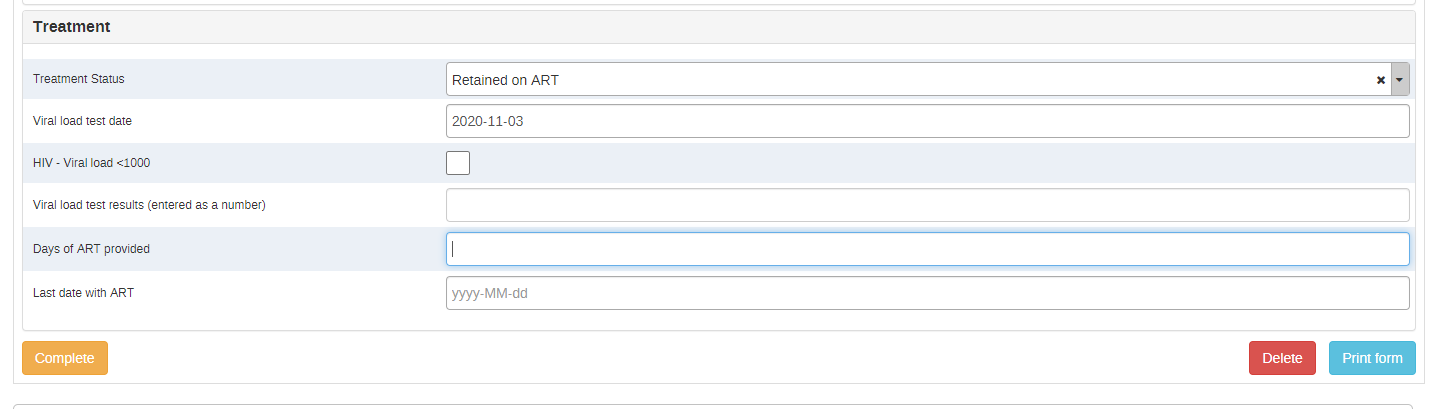 Treatment
Treatment Status Retained on ART
Viral load test date 2020-11-03
HIV - Viral load <1000
Viral load test results (entered as a number)
Days of ART provided
Last date with ART yyyy-MM-dd
Complete Delete Print form